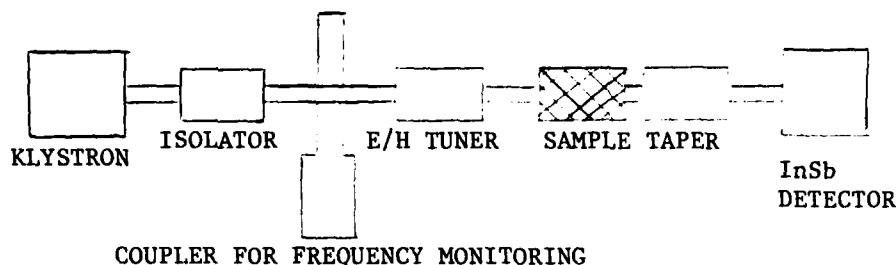 KLYSTRON
ISOLATOR
E/H TUNER
SAMPLE TAPER
InSb
DETECTOR
COUPLER FOR FREQUENCY MONITORING